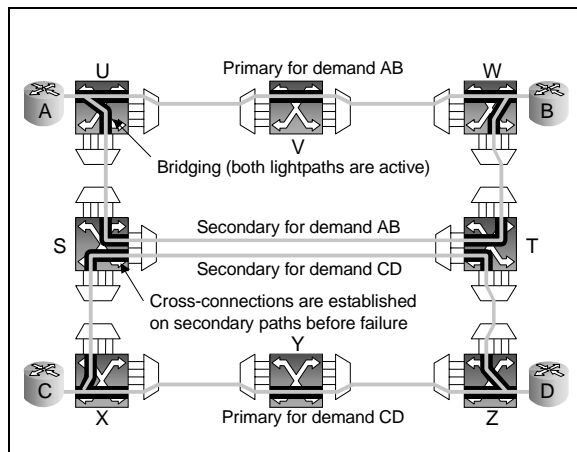 U
Primary for demand AB
W
A
B
V
Bridging (both lightpaths are active)
Secondary for demand AB
S
T
Secondary for demand CD
Cross-connections are established
on secondary paths before failure
Y
C
D
X
Primary for demand CD
Z